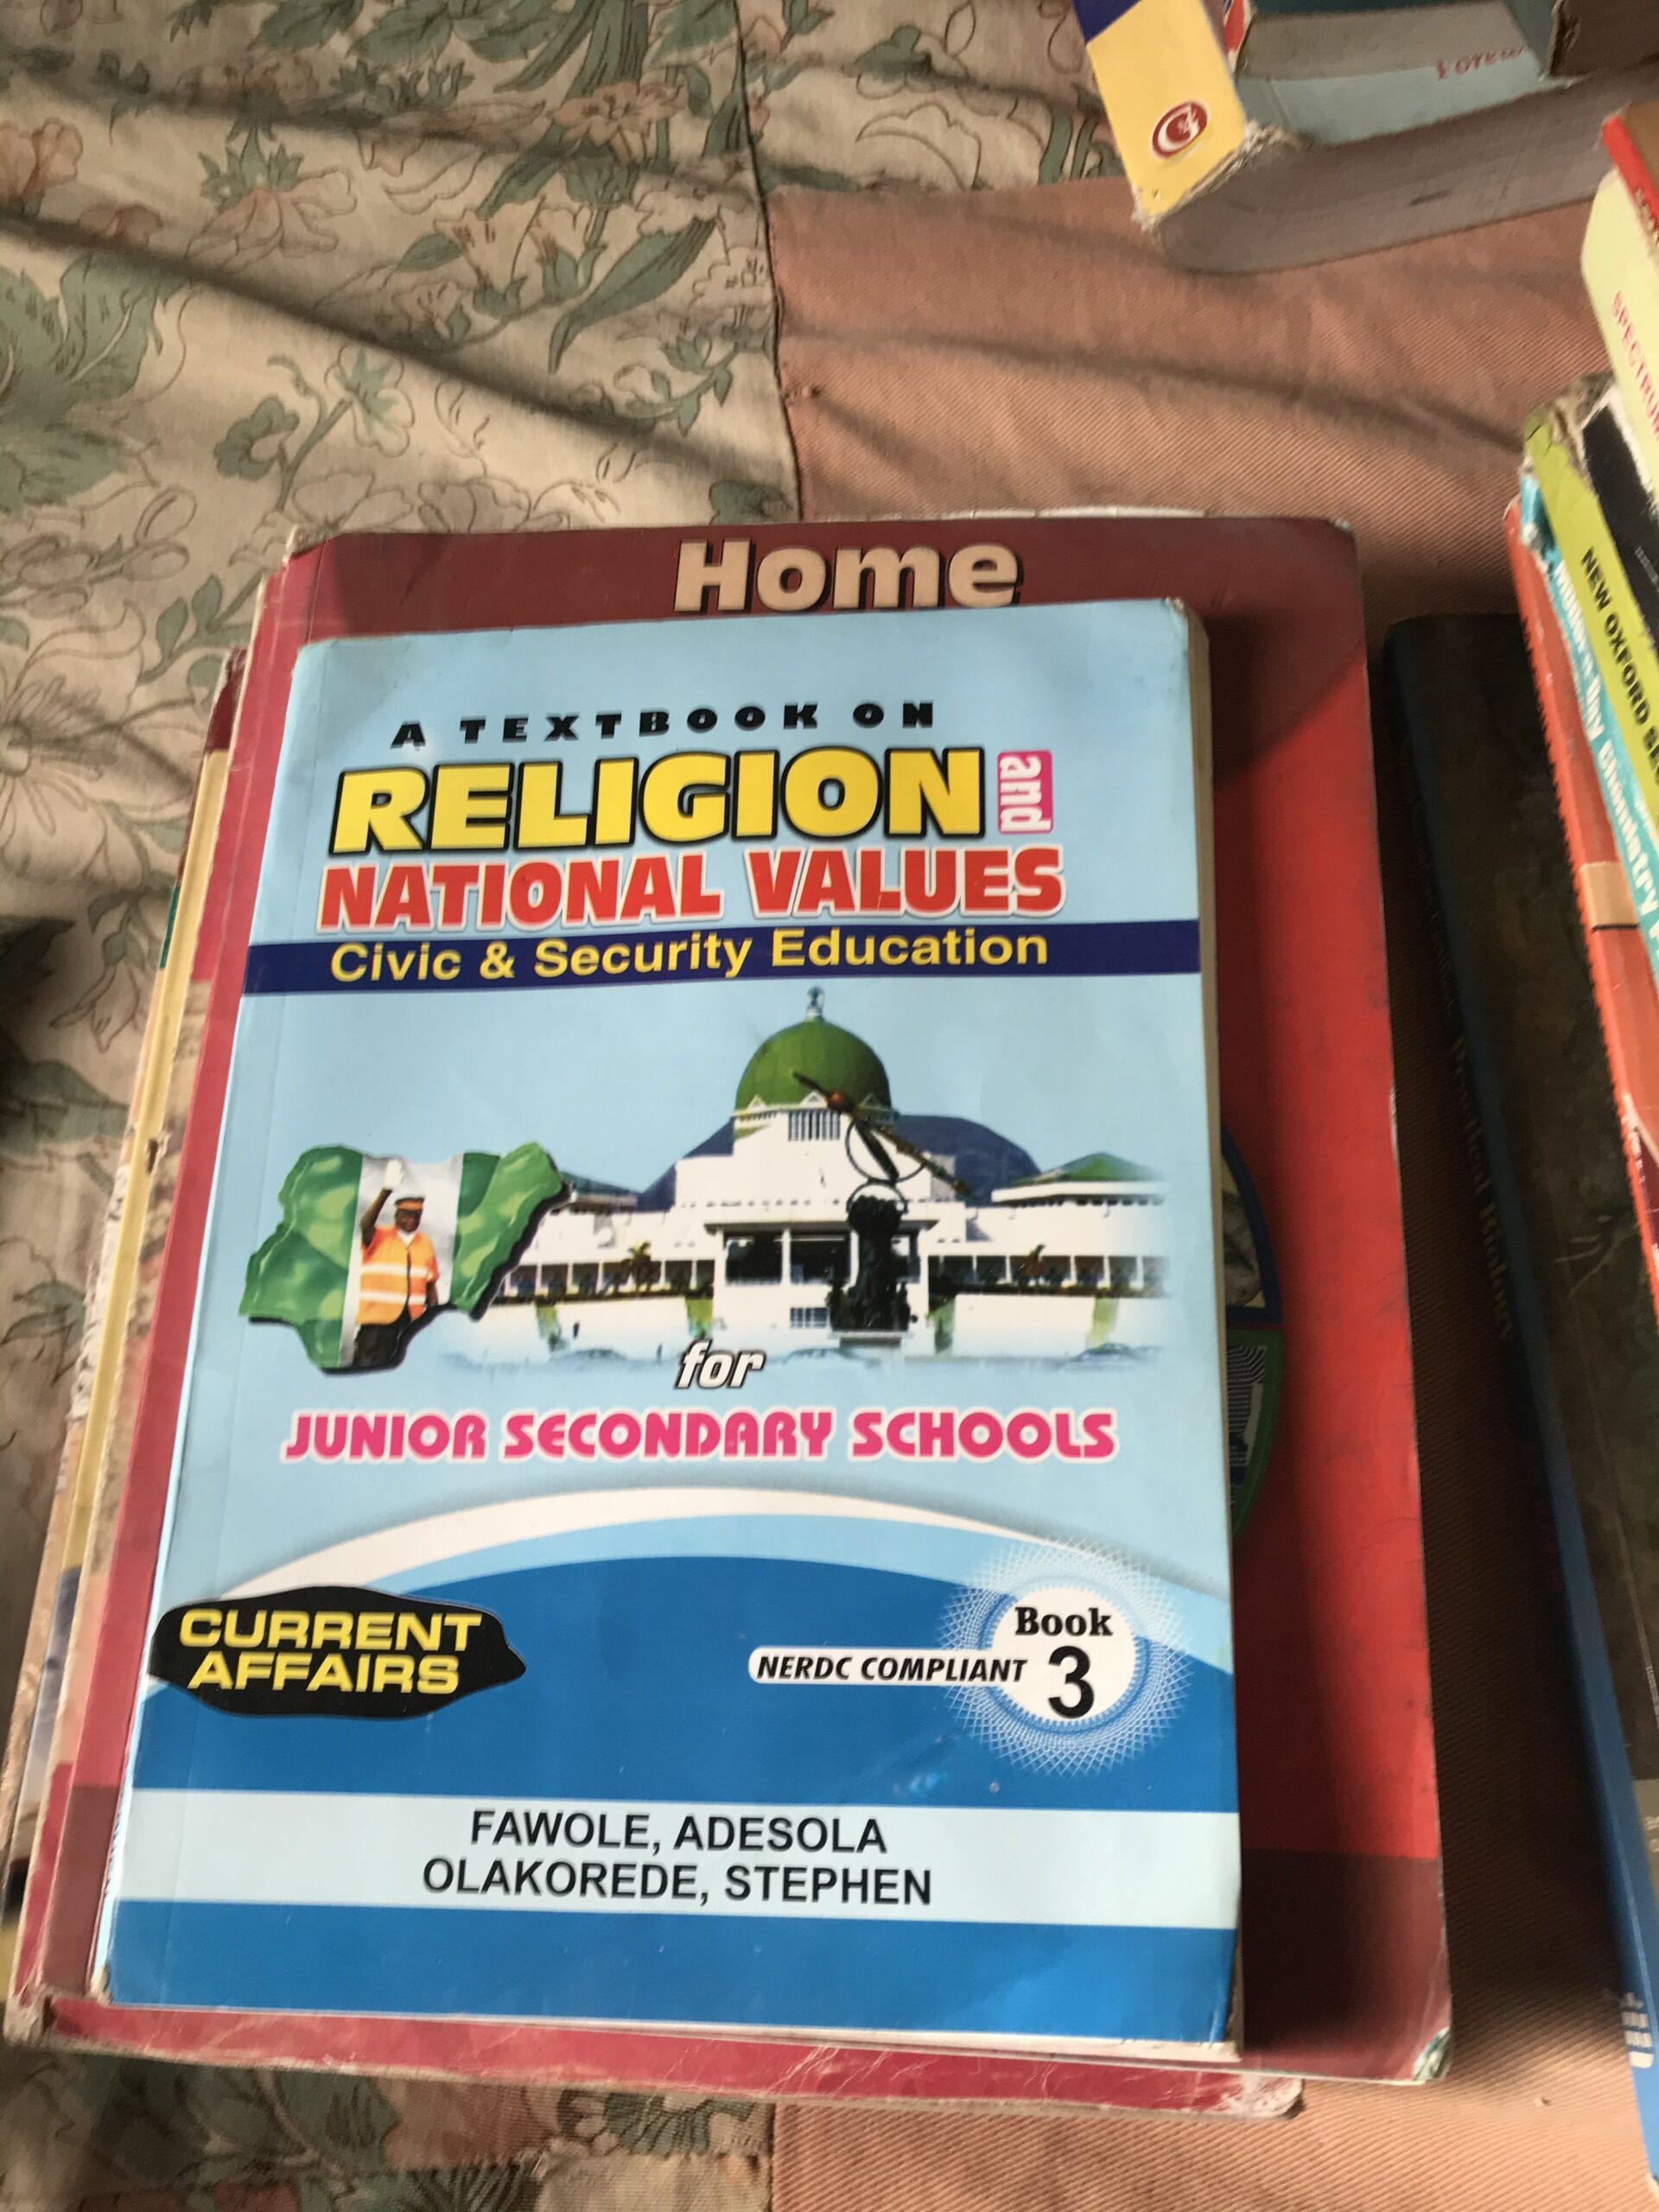 Home
A TEXTBOOK ON
RELIGION and
NATIONAL VALUES
Civic & Security Education
for
JUNIOR SECONDARY SCHOOLS
CURRENT
AFFAIRS
Book
NERDC COMPLIANT 3
FAWOLE, ADESOLA
OLAKOREDE, STEPHEN
SPECTRUM
NEW OXFORD